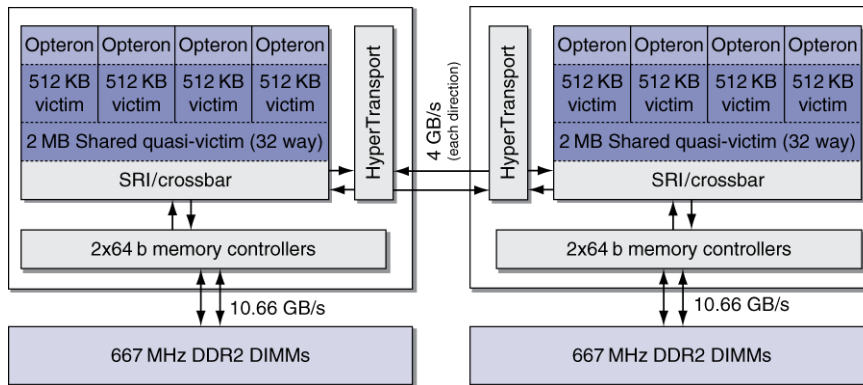 Opteron Opteron Opteron Opteron
512 KB 512 KB 512 KB 512 KB
victim victim victim victim
2 MB Shared quasi-victim (32 way)
SRI/crossbar
HyperTransport
2x64 b memory controllers
10.66 GB/s
667 MHz DDR2 DIMMs
4 GB/s
(each direction)
HyperTransport
Opteron Opteron Opteron Opteron
512 KB 512 KB 512 KB 512 KB
victim victim victim victim
2 MB Shared quasi-victim (32 way)
SRI/crossbar
2x64 b memory controllers
10.66 GB/s
667 MHz DDR2 DIMMs